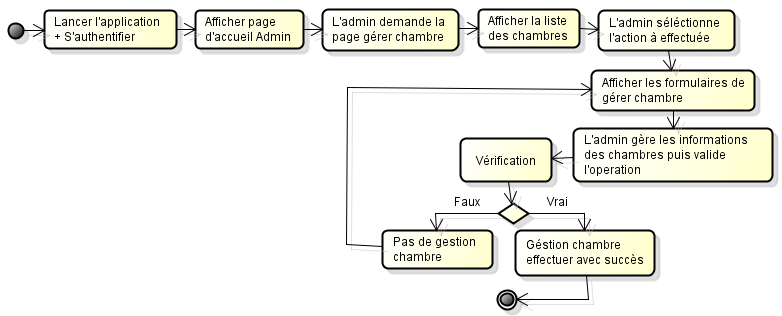 Lancer l'application
+ S'authentifier
Afficher page
d'accueil Admin
L'admin demande la
page gérer chambre
Afficher la liste
des chambres
L'admin séléctionne
l'action à effectuée
Afficher les formulaires de
gérer chambre
L'admin gère les informations
des chambres puis valide
l'operation
Vérification
Faux
Vrai
Pas de gestion
chambre
Géstion chambre
effectuer avec succès